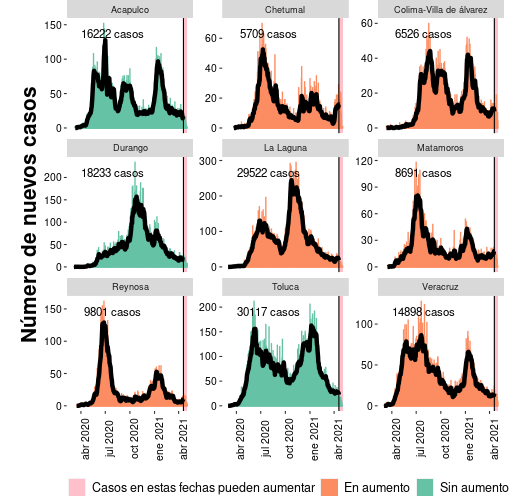 Acapulco
Chetumal
Colima-Villa de álvarez
16222 casos
5709 casos
6526 casos
150
100
50
0
60
40
20
0
60
40
20
0
Durango
La Laguna
Matamoros
18233 casos
29522 casos
8691 casos
200
150
100
50
0
300
200
100
0
120
90
60
30
0
Reynosa
Toluca
Veracruz
9801 casos
30117 casos
14898 casos
150
100
50
0
200
150
100
50
0
100
50
0
Número de nuevos casos
abr 2020
jul 2020
oct 2020
ene 2021
abr 2021
abr 2020
jul 2020
oct 2020
ene 2021
abr 2021
abr 2020
jul 2020
oct 2020
ene 2021
abr 2021
Casos en estas fechas pueden aumentar
En aumento
Sin aumento